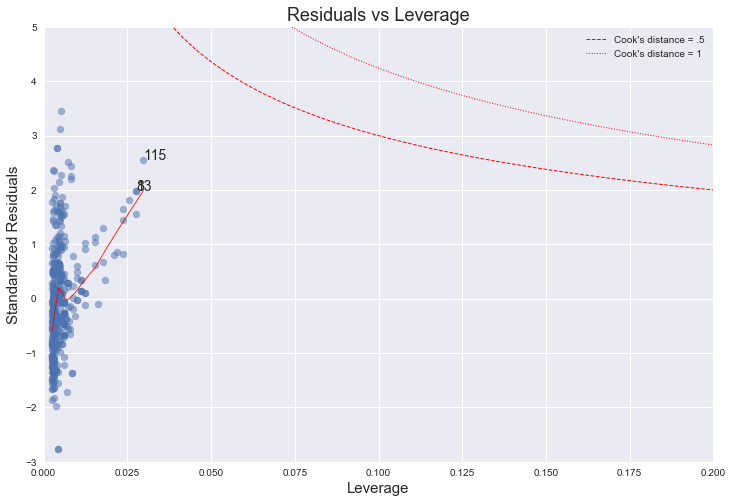 Residuals vs Leverage
Cook's distance = .5
Cook's distance = 1
5
4
3
2
1
0
−1
−2
−3
Standardized Residuals
115
83
0.000 0.025 0.050 0.075 0.100 0.125 0.150 0.175 0.200
Leverage